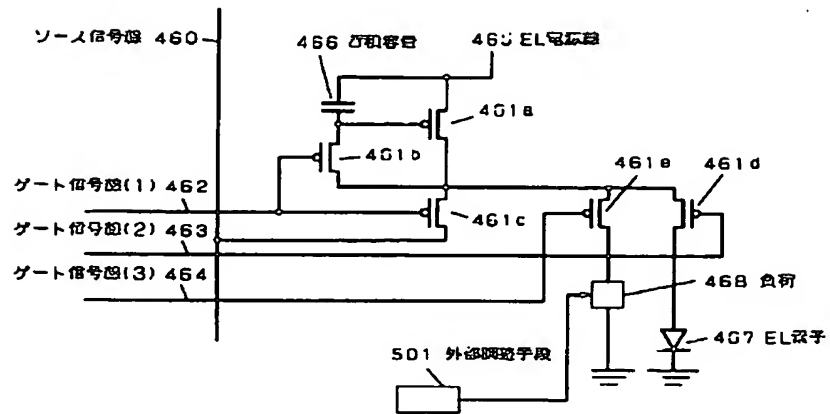 ソース信号線 460
466 蓄積容量
465 EL電源線
461a
461b
461e
461d
ゲート信号線(1) 462
461c
ゲート信号線(2) 463
ゲート信号線(3) 464
468 負荷
467 EL素子
501 外部調整手段